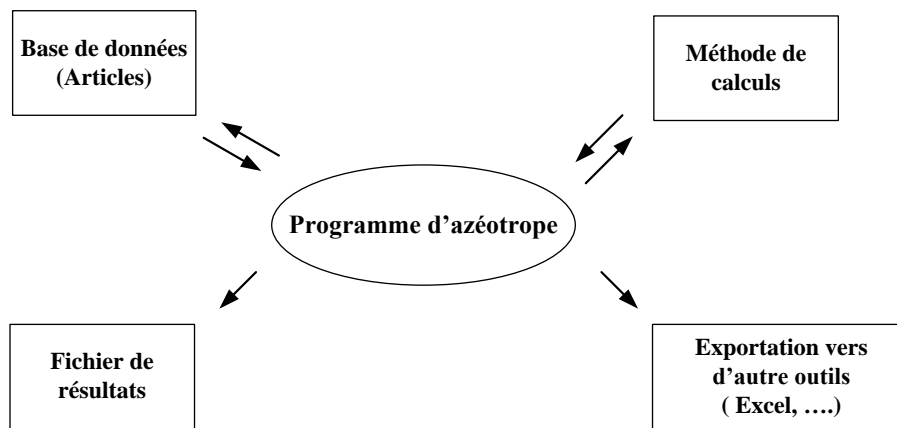 Base de données
(Articles)
Méthode de
calculs
Programme d'azéotrope
Fichier de
résultats
Exportation vers
d'autre outils
( Excel, ….)